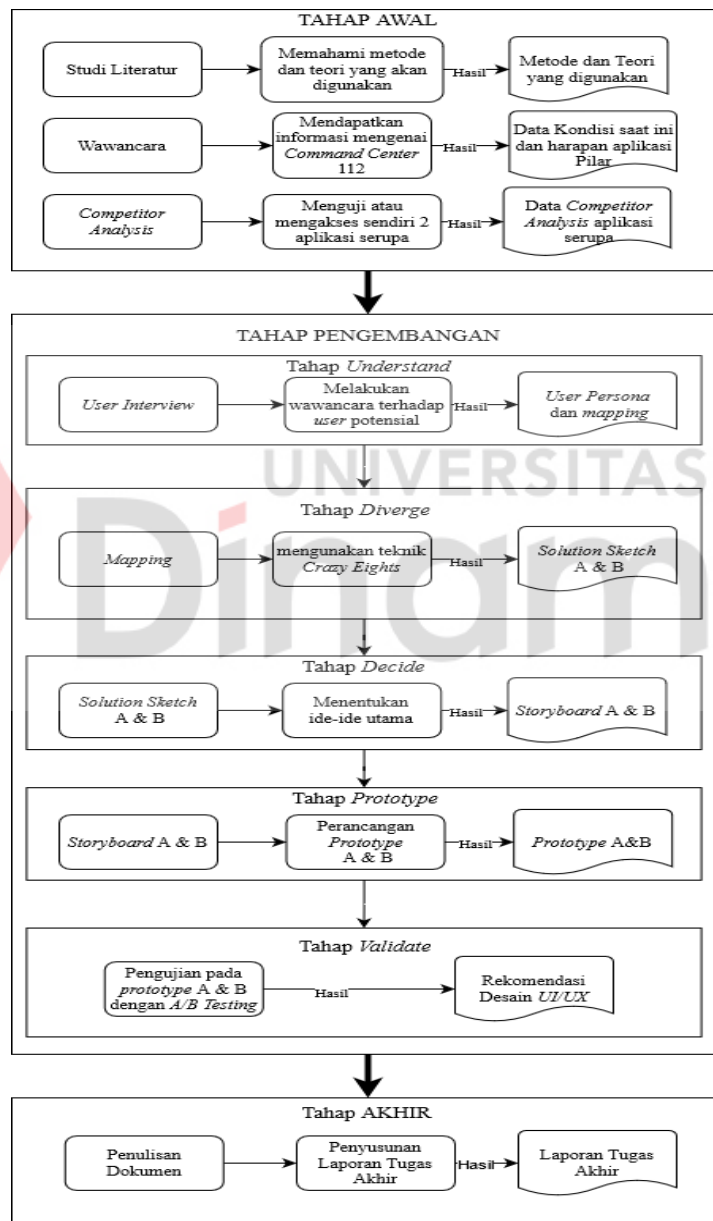 TAHAP AWAL
Studi Literatur
Memahami metode
dan teori yang akan
digunakan
Hasil
Metode dan Teori
yang digunakan
Wawancara
Mendapatkan
informasi mengenai
Command Center
112
Hasil
Data Kondisi saat ini
dan harapan aplikasi
Pilar
Competitor
Analysis
Menguji atau
mengakses sendiri 2
aplikasi serupa
Hasil
Data Competitor
Analysis aplikasi
serupa
TAHAP PENGEMBANGAN
Tahap Understand
User Interview
Melakukan
wawancara terhadap
user potensial
Hasil
User Persona
dan mapping
UNIVERSITAS
Dinam
Tahap Diverge
Mapping
mengunakan teknik
Crazy Eights
Hasil
Solution Sketch
A & B
Tahap Decide
Solution Sketch
A & B
Menentukan
ide-ide utama
Hasil
Storyboard A & B
Tahap Prototype
Storyboard A & B
Perancangan
Prototype
A & B
Hasil
Prototype A&B
Tahap Validate
Pengujian pada
prototype A & B
dengan A/B Testing
Hasil
Rekomendasi
Desain UI/UX
Tahap AKHIR
Penulisan
Dokumen
Penyusunan
Laporan Tugas
Akhir
Hasil
Laporan Tugas
Akhir